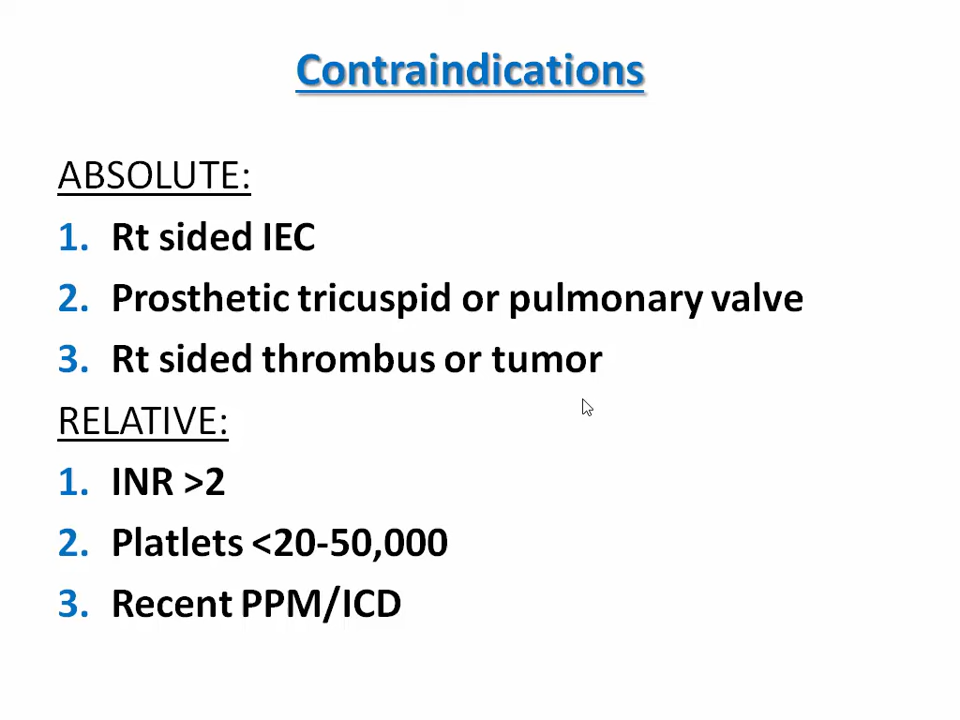 Contraindications
ABSOLUTE:
1. Rt sided IEC
2. Prosthetic tricuspid or pulmonary valve
3. Rt sided thrombus or tumor
RELATIVE:
1. INR >2
2. Platlets <20-50,000
3. Recent PPM/ICD